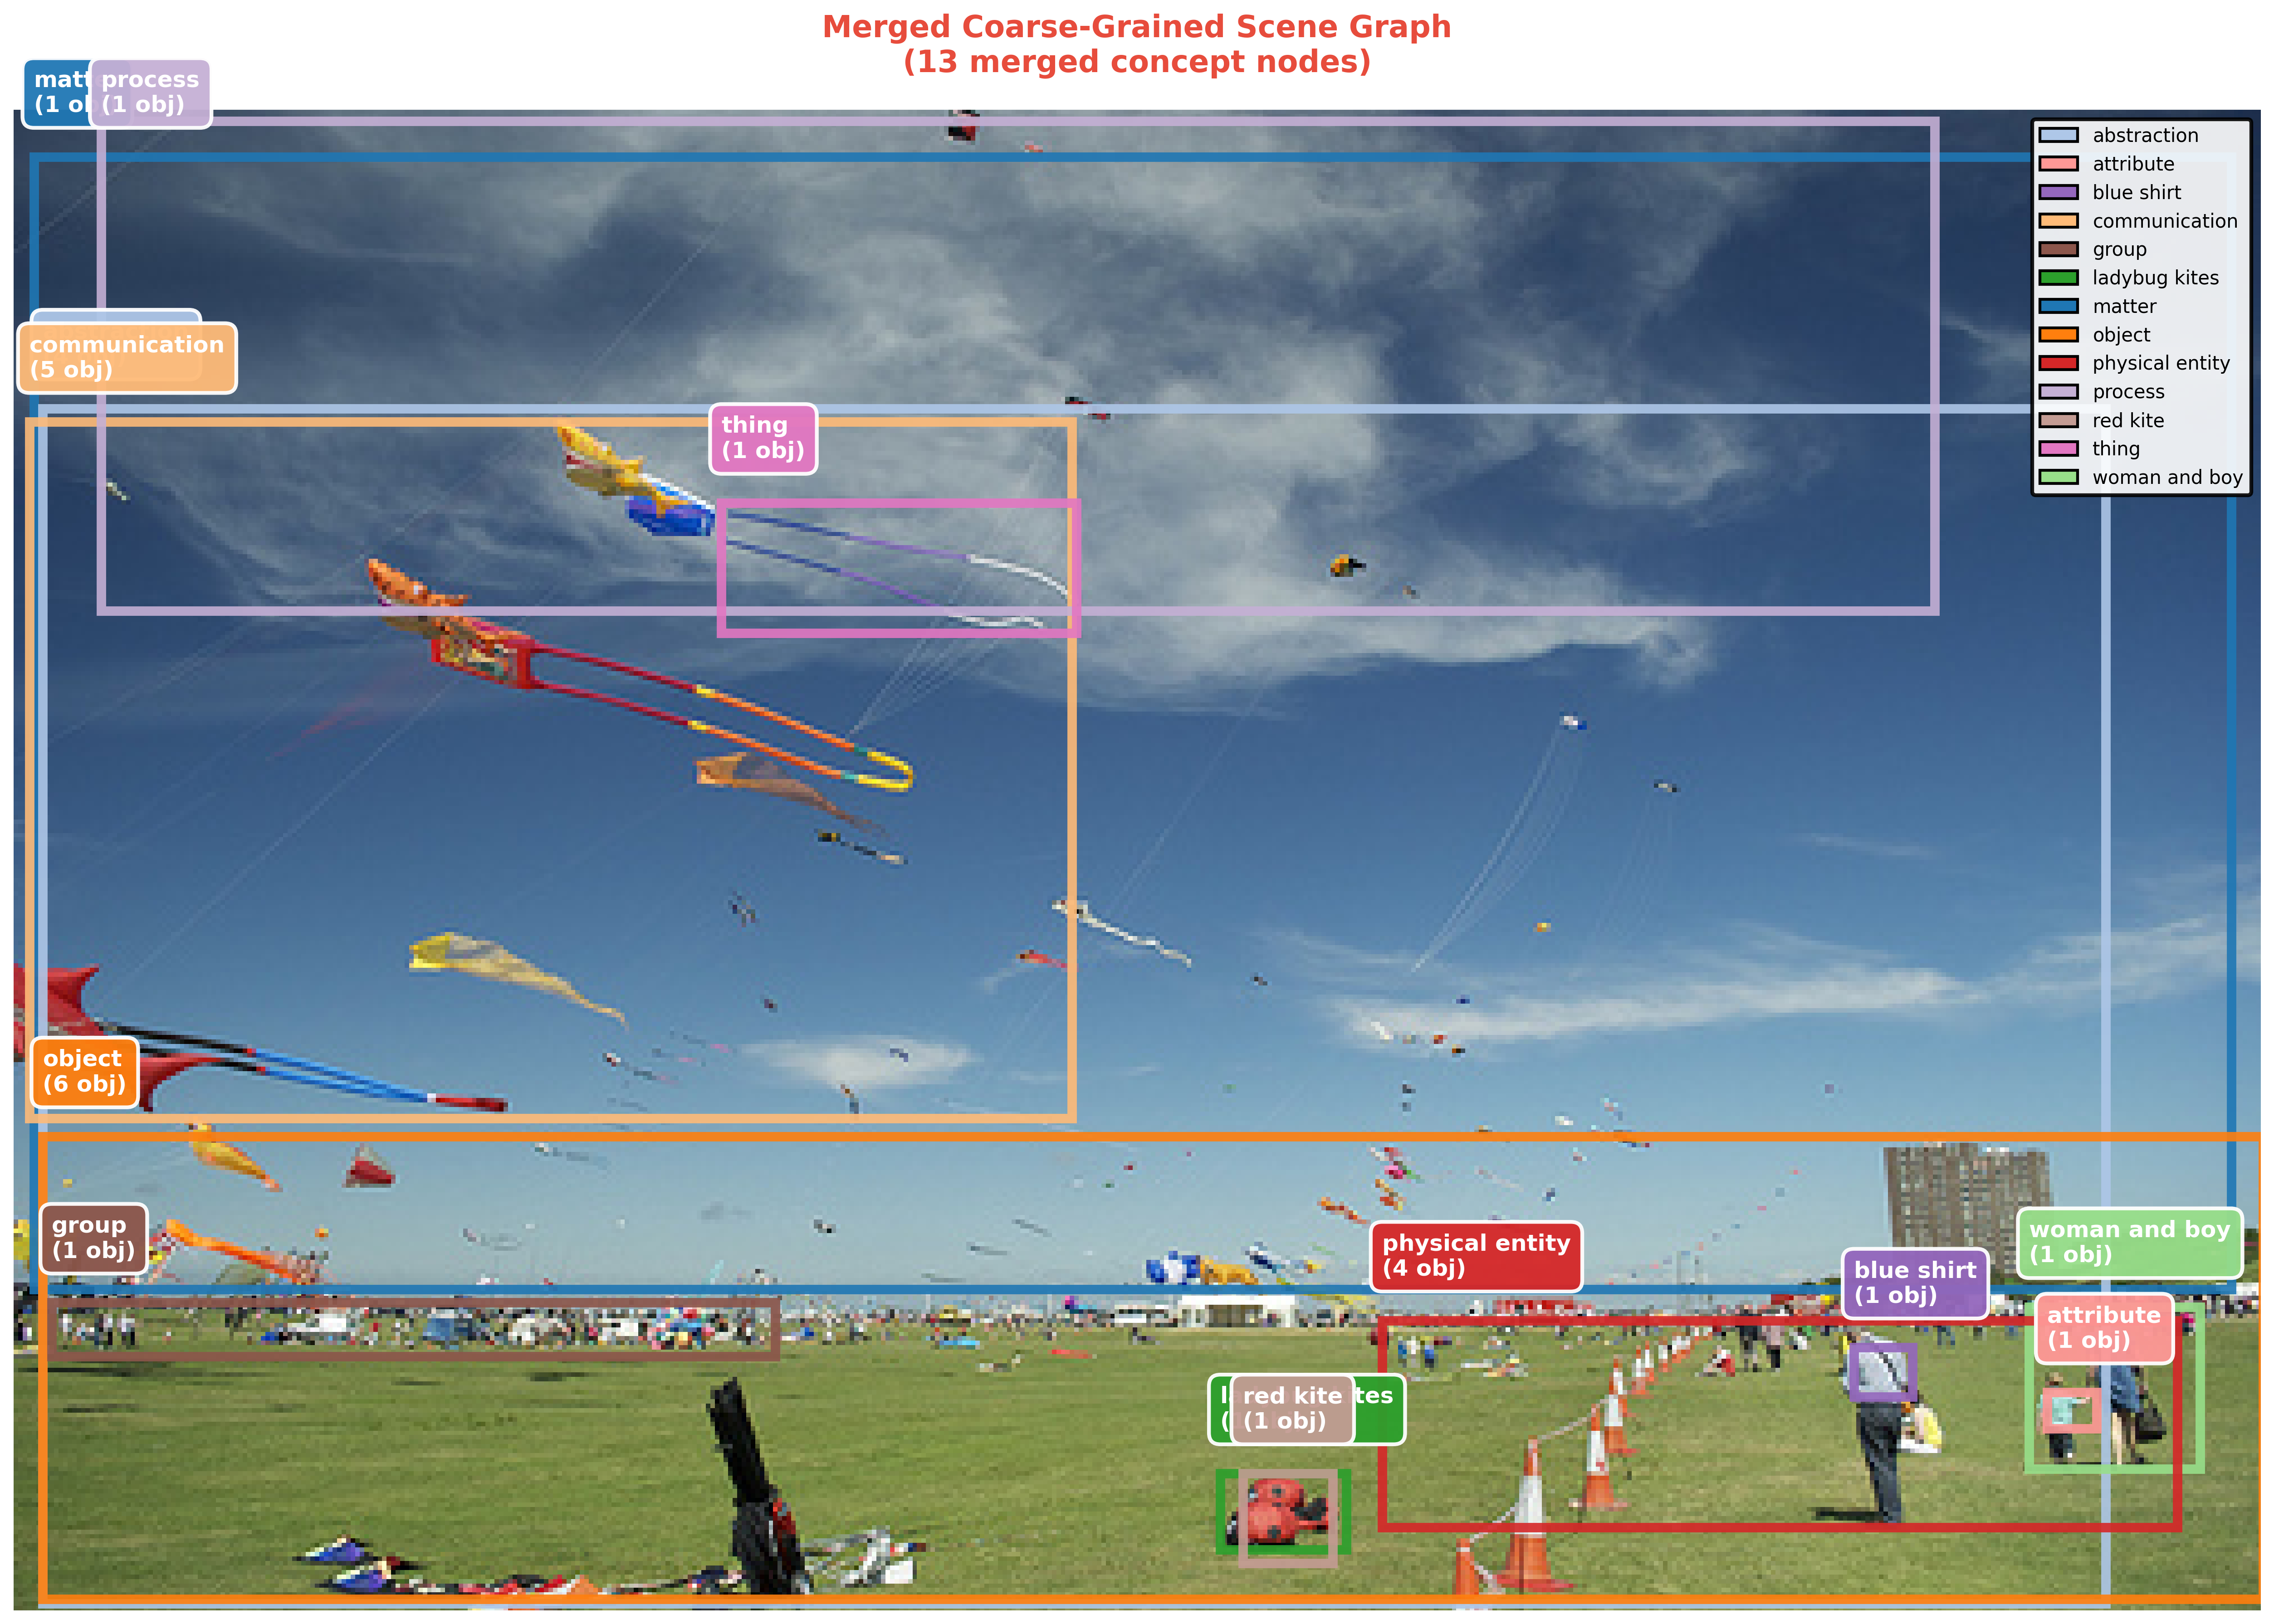 Merged Coarse-Grained Scene Graph
(13 merged concept nodes)
process
(1 obj)
abstraction
attribute
blue shirt
communication
group
ladybug kites
matter
object
physical entity
process
red kite
thing
woman and boy
communication
(5 obj)
thing
(1 obj)
object
(6 obj)
group
(1 obj)
physical entity
(4 obj)
blue shirt
(1 obj)
woman and boy
(1 obj)
attribute
(1 obj)
red kite
(1 obj)